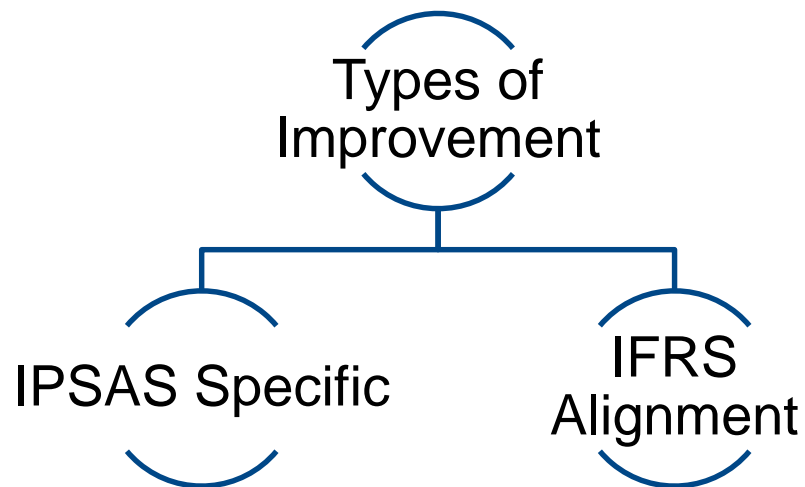 Types of
Improvement
IPSAS Specific
IFRS
Alignment